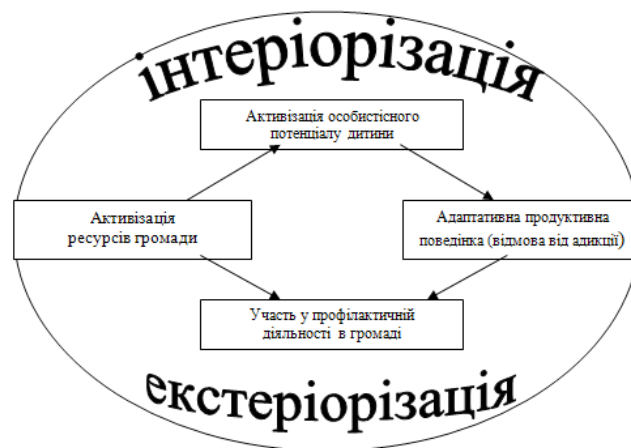 інтеріорізація
Активізація особистісного
потенціалу дитини
Активізація
ресурсів громади
Адаптативна продуктивна
поведінка (відмова від адикції)
Участь у профілактичній
діяльності в громаді
екстеріорізація